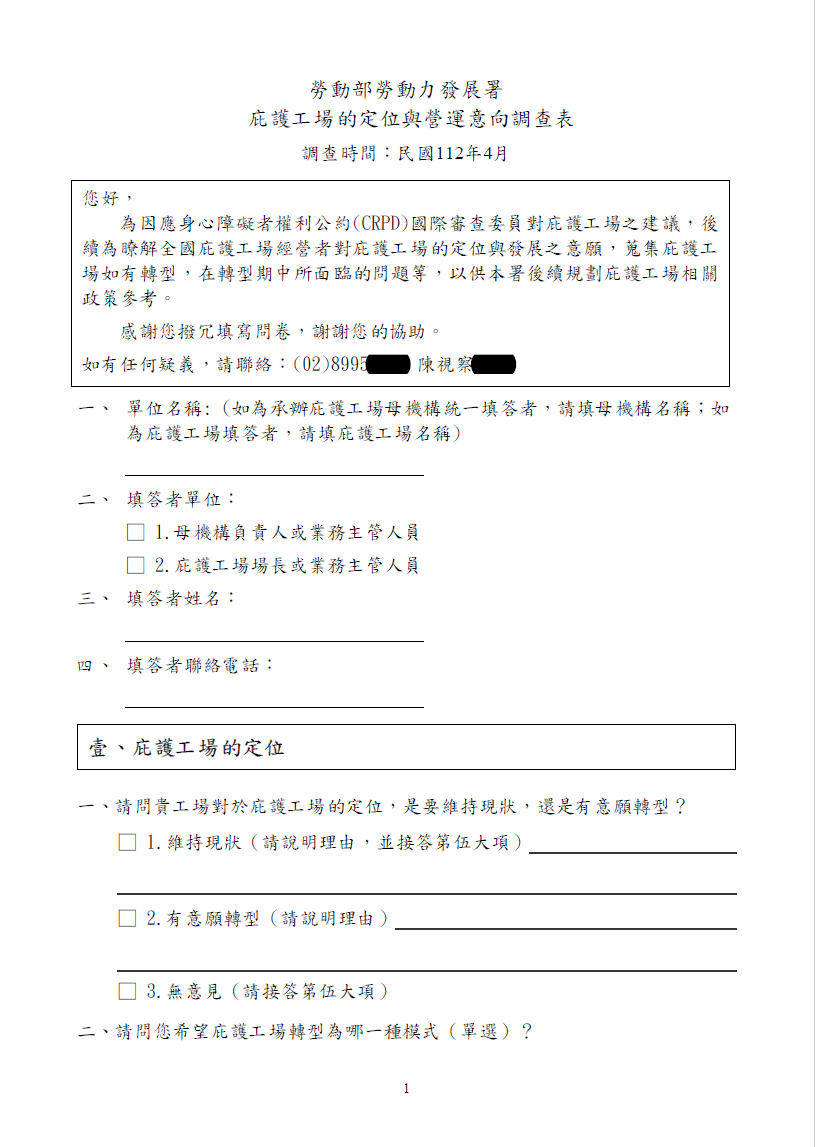 勞動部勞動力發展署
庇護工場的定位與營運意向調查表
調查時間：民國112年4月
您好，
為因應身心障礙者權利公約(CRPD)國際審查委員對庇護工場之建議，後
續為瞭解全國庇護工場經營者對庇護工場的定位與發展之意願，蒐集庇護工
場如有轉型，在轉型期中所面臨的問題等，以供本署後續規劃庇護工場相關
政策參考。
感謝您撥冗填寫問卷，謝謝您的協助。
如有任何疑義，請聯絡：(02)8995 陳視察
一、 單位名稱:（如為承辦庇護工場母機構統一填答者，請填母機構名稱；如
為庇護工場填答者，請填庇護工場名稱）
二、 填答者單位：
□ 1.母機構負責人或業務主管人員
□ 2.庇護工場場長或業務主管人員
三、 填答者姓名：
四、 填答者聯絡電話：
壹、庇護工場的定位
一、請問貴工場對於庇護工場的定位，是要維持現狀，還是有意願轉型？
□ 1.維持現狀（請說明理由，並接答第伍大項）
□ 2.有意願轉型（請說明理由）
□ 3.無意見（請接答第伍大項）
二、請問您希望庇護工場轉型為哪一種模式（單選）？
1